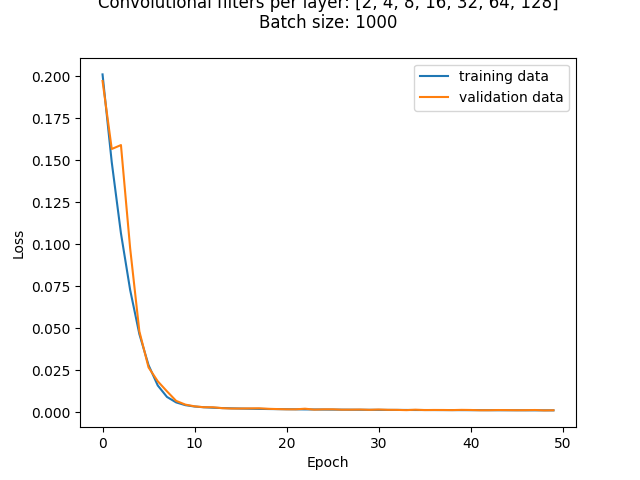 Convolutional filters per layer: [2, 4, 8, 16, 32, 64, 128]
Batch size: 1000
training data
validation data
0.200
0.175
0.150
0.125
0.100
0.075
0.050
0.025
0.000
Loss
0 10 20 30 40 50
Epoch